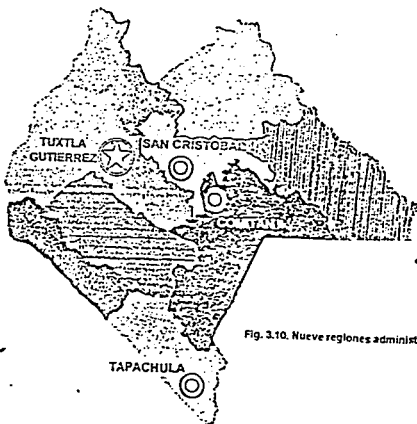 TUXTLA
GUTIERREZ
SAN CRISTOBAL
Fig. 3.10. Nueve regiones administ
TAPACHULA